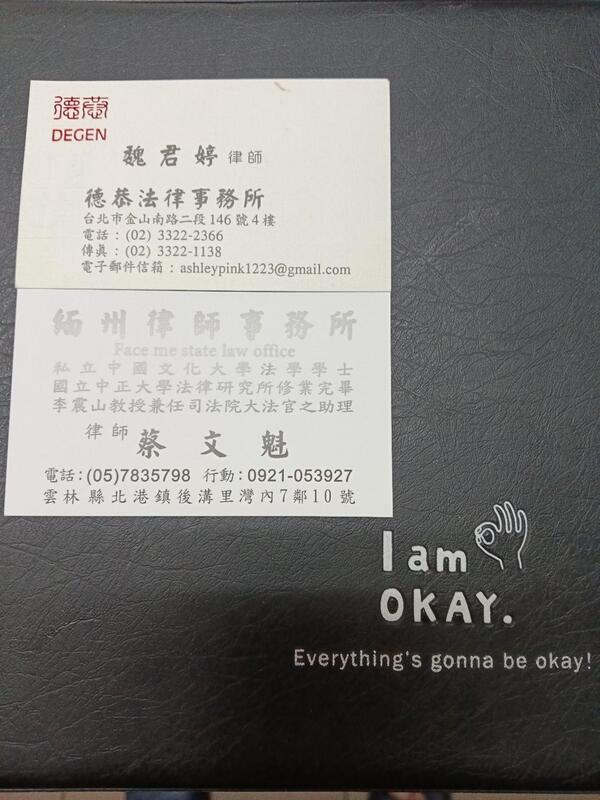 德恭
DEGEN
魏君婷 律師
德恭法律事務所
台北市金山南路二段146號4樓
電話：(02) 3322-2366
傳真：(02) 3322-1138
電子郵件信箱：ashleypink1223@gmail.com
緬州律師事務所
Face me state law office
私立中國文化大學法學學士
國立中正大學法律研究所修業完畢
李震山教授兼任司法院大法官之助理
律師 蔡文魁
電話：(05)7835798 行動：0921-053927
雲林縣北港鎮後溝里灣內7鄰10號
I am
OKAY.
Everything's gonna be okay!